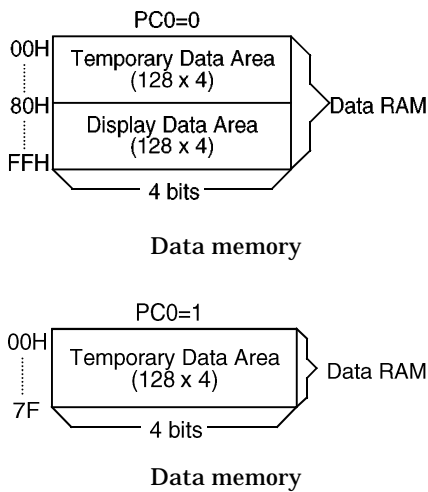 PC0=0
00H
Temporary Data Area
(128 x 4)
80H
Display Data Area
(128 x 4)
FFH
Data RAM
4 bits
Data memory
PC0=1
00H
Temporary Data Area
(128 x 4)
7F
Data RAM
4 bits
Data memory